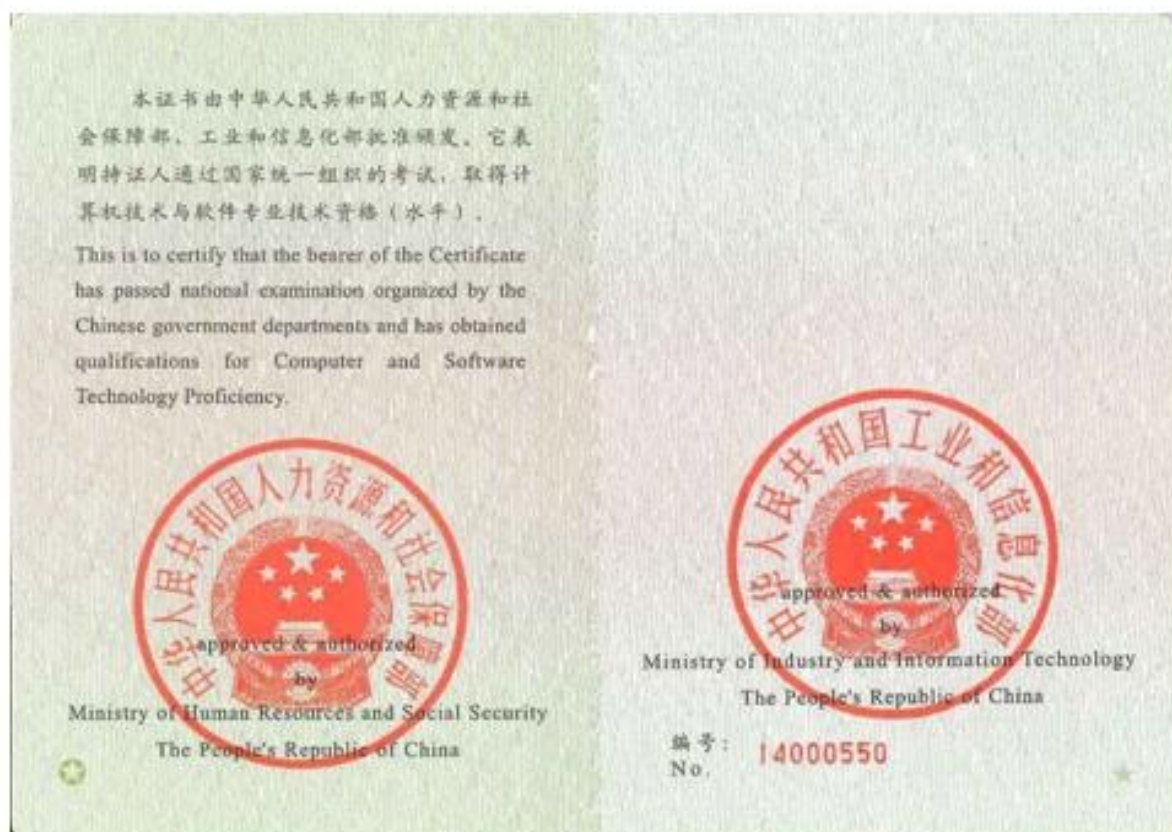 本证书由中华人民共和国人力资源和社
会保障部、工业和信息化部批准颁发。它表
明持证人通过国家统一组织的考试，取得计
算机技术与软件专业技术资格（水平）。
This is to certify that the bearer of the Certificate
has passed national examination organized by the
Chinese government departments and has obtained
qualifications for Computer and Software
Technology Proficiency.
中华人民共和国人力资源和社会保障部
approved & authorized
by
Ministry of Human Resources and Social Security
The People's Republic of China
中华人民共和国工业和信息化部
approved & authorized
by
Ministry of Industry and Information Technology
The People's Republic of China
编号：
No. 14000550